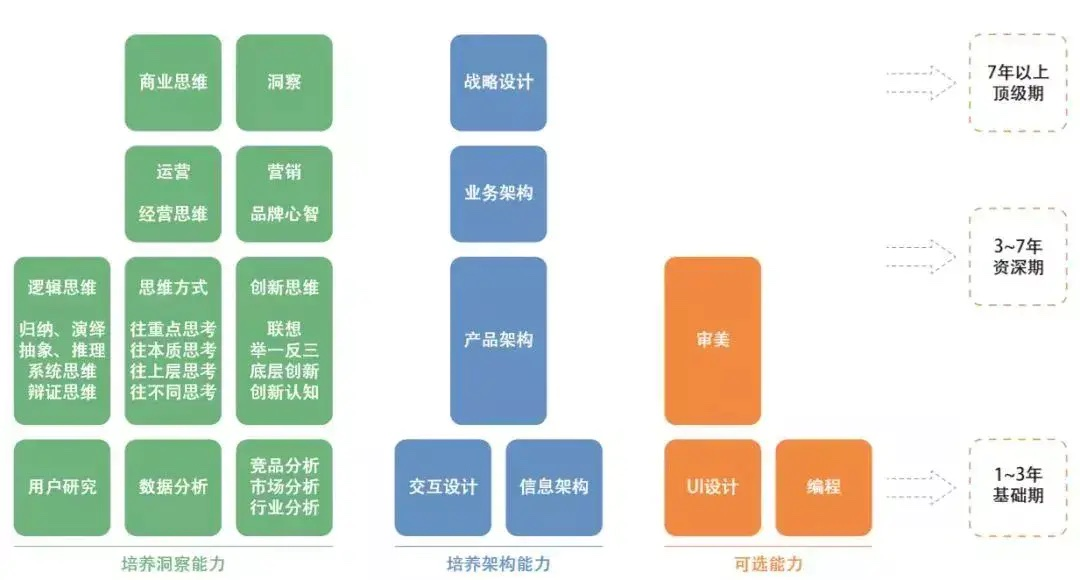 商业思维
洞察
战略设计
7年以上
顶级期
运营
经营思维
营销
品牌心智
业务架构
3~7年
资深期
逻辑思维
归纳、演绎
抽象、推理
系统思维
辩证思维
思维方式
往重点思考
往本质思考
往上层思考
往不同思考
创新思维
联想
举一反三
底层创新
创新认知
产品架构
审美
用户研究
数据分析
竞品分析
市场分析
行业分析
交互设计
信息架构
UI设计
编程
1~3年
基础期
培养洞察能力
培养架构能力
可选能力